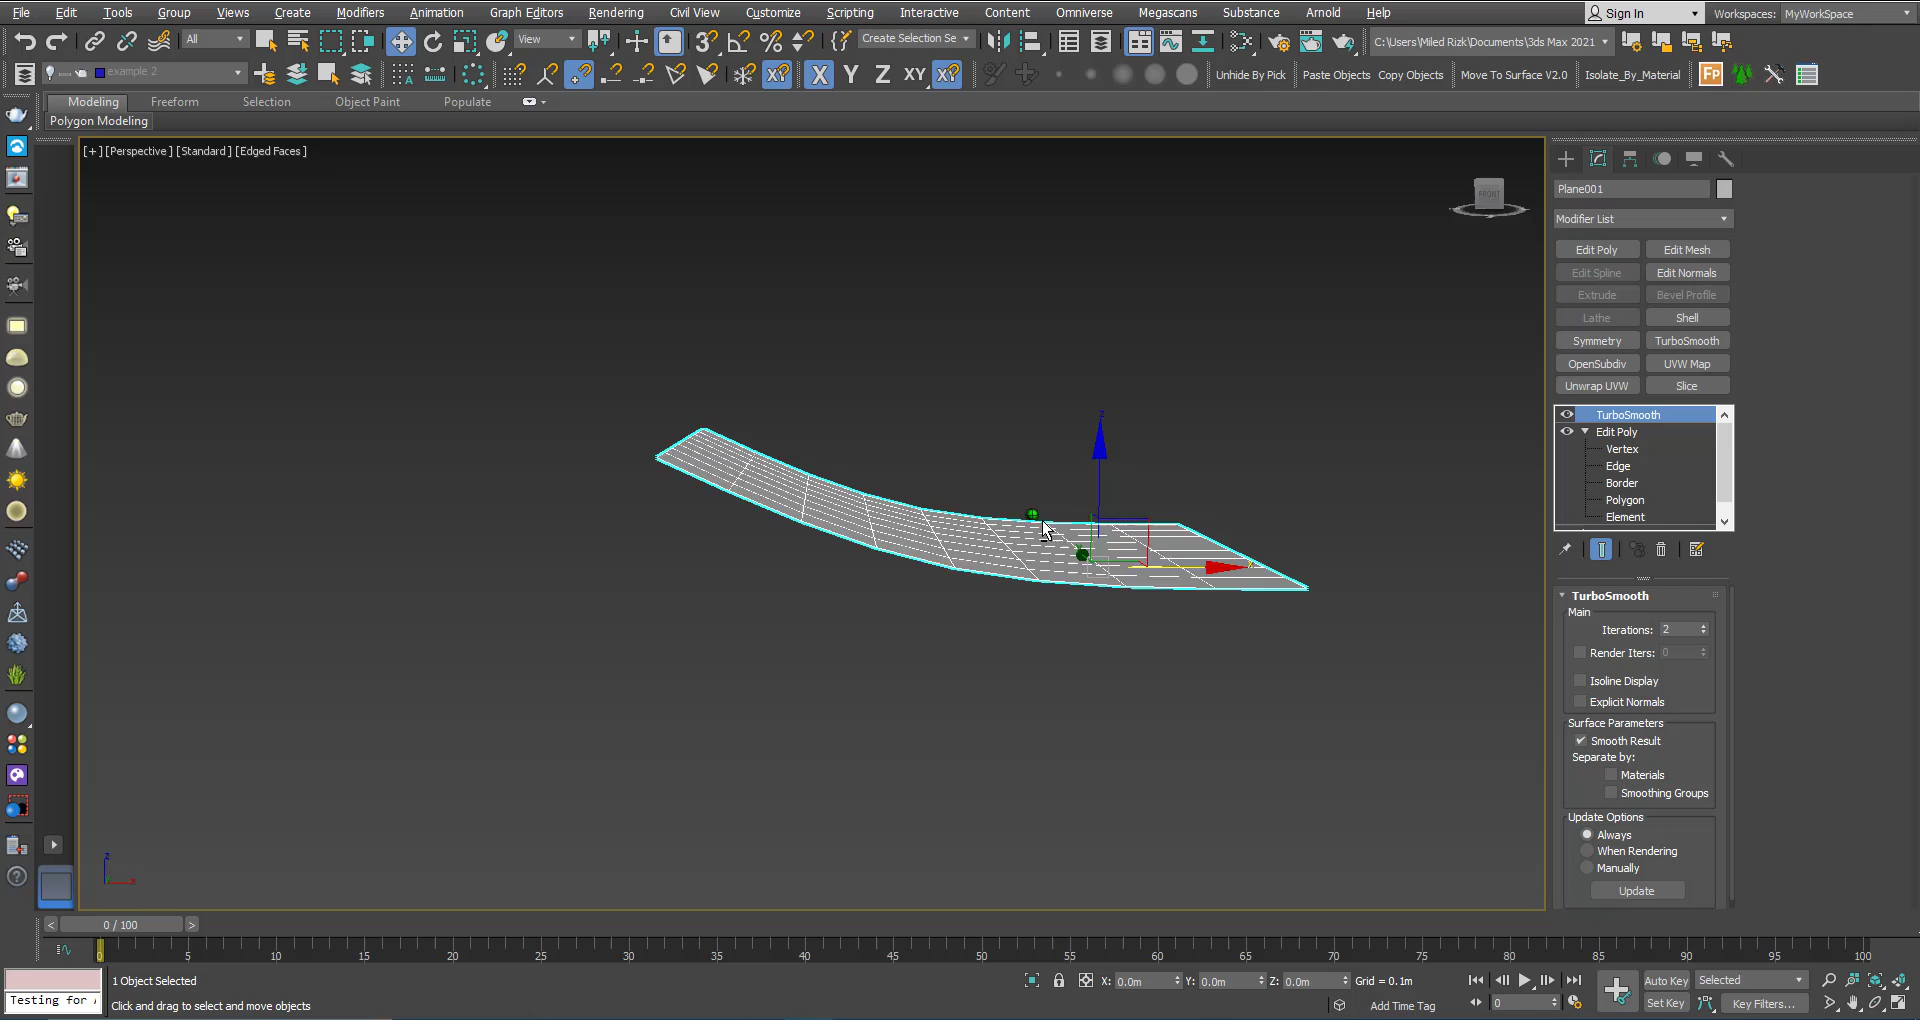 File Edit Tools Group Views Create Modifiers Animation Graph Editors Rendering Civil View Customize Scripting Interactive Content Omniverse Megascans Substance Arnold Help Sign In Workspaces: MyWorkSpace
All View Create Selection Se C:\Users\Miled Rizk\Documents\3ds Max 2021
example 2 X Y Z XY Unhide By Pick Paste Objects Copy Objects Move To Surface V2.0 Isolate_By_Material Fp
Modeling Freeform Selection Object Paint Populate
Polygon Modeling
[+] [Perspective ] [Standard ] [Edged Faces ]
FRONT
Plane001
Modifier List
Edit Poly Edit Mesh
Edit Spline Edit Normals
Extrude Bevel Profile
Lathe Shell
Symmetry TurboSmooth
OpenSubdiv UVW Map
Unwrap UVW Slice
TurboSmooth
Edit Poly
Vertex
Edge
Border
Polygon
Element
z
TurboSmooth
Main
Iterations: 2
Render Iters: 0
Isoline Display
Explicit Normals
Surface Parameters
Smooth Result
Separate by:
Materials
Smoothing Groups
Update Options
Always
When Rendering
Manually
Update
z
x
< 0 / 100 >
0 5 10 15 20 25 30 35 40 45 50 55 60 65 70 75 80 85 90 95 100
1 Object Selected X: 0.0m Y: 0.0m Z: 0.0m Grid = 0.1m Auto Key Selected
Testing for Click and drag to select and move objects Add Time Tag 0 Set Key Key Filters...